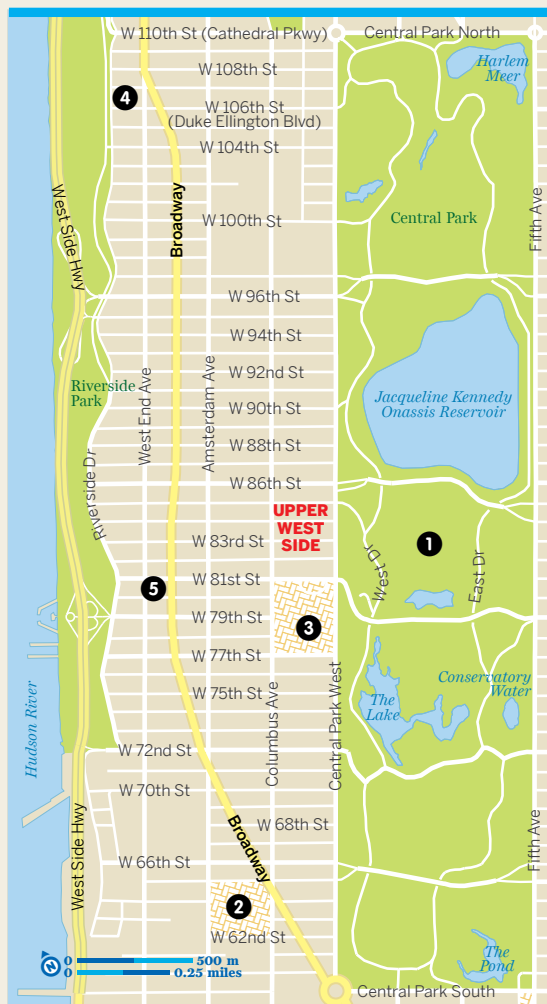 W 110th St (Cathedral Pkwy)
Central Park North
W 108th St
Harlem
Meer
4
W 106th St
(Duke Ellington Blvd)
W 104th St
West Side Hwy
Broadway
W 100th St
Central Park
Fifth Ave
W 96th St
W 94th St
W 92nd St
Riverside
Park
West End Ave
Amsterdam Ave
W 90th St
Jacqueline Kennedy
Onassis Reservoir
W 88th St
W 86th St
Riverside Dr
UPPER
WEST
SIDE
W 83rd St
1
West Dr
East Dr
W 81st St
5
W 79th St
3
W 77th St
W 75th St
Hudson River
Columbus Ave
Central Park West
The
Lake
Conservatory
Water
W 72nd St
W 70th St
W 68th St
Broadway
West Side Hwy
Fifth Ave
W 66th St
2
W 62nd St
N
0 500 m
0 0.25 miles
The
Pond
Central Park South